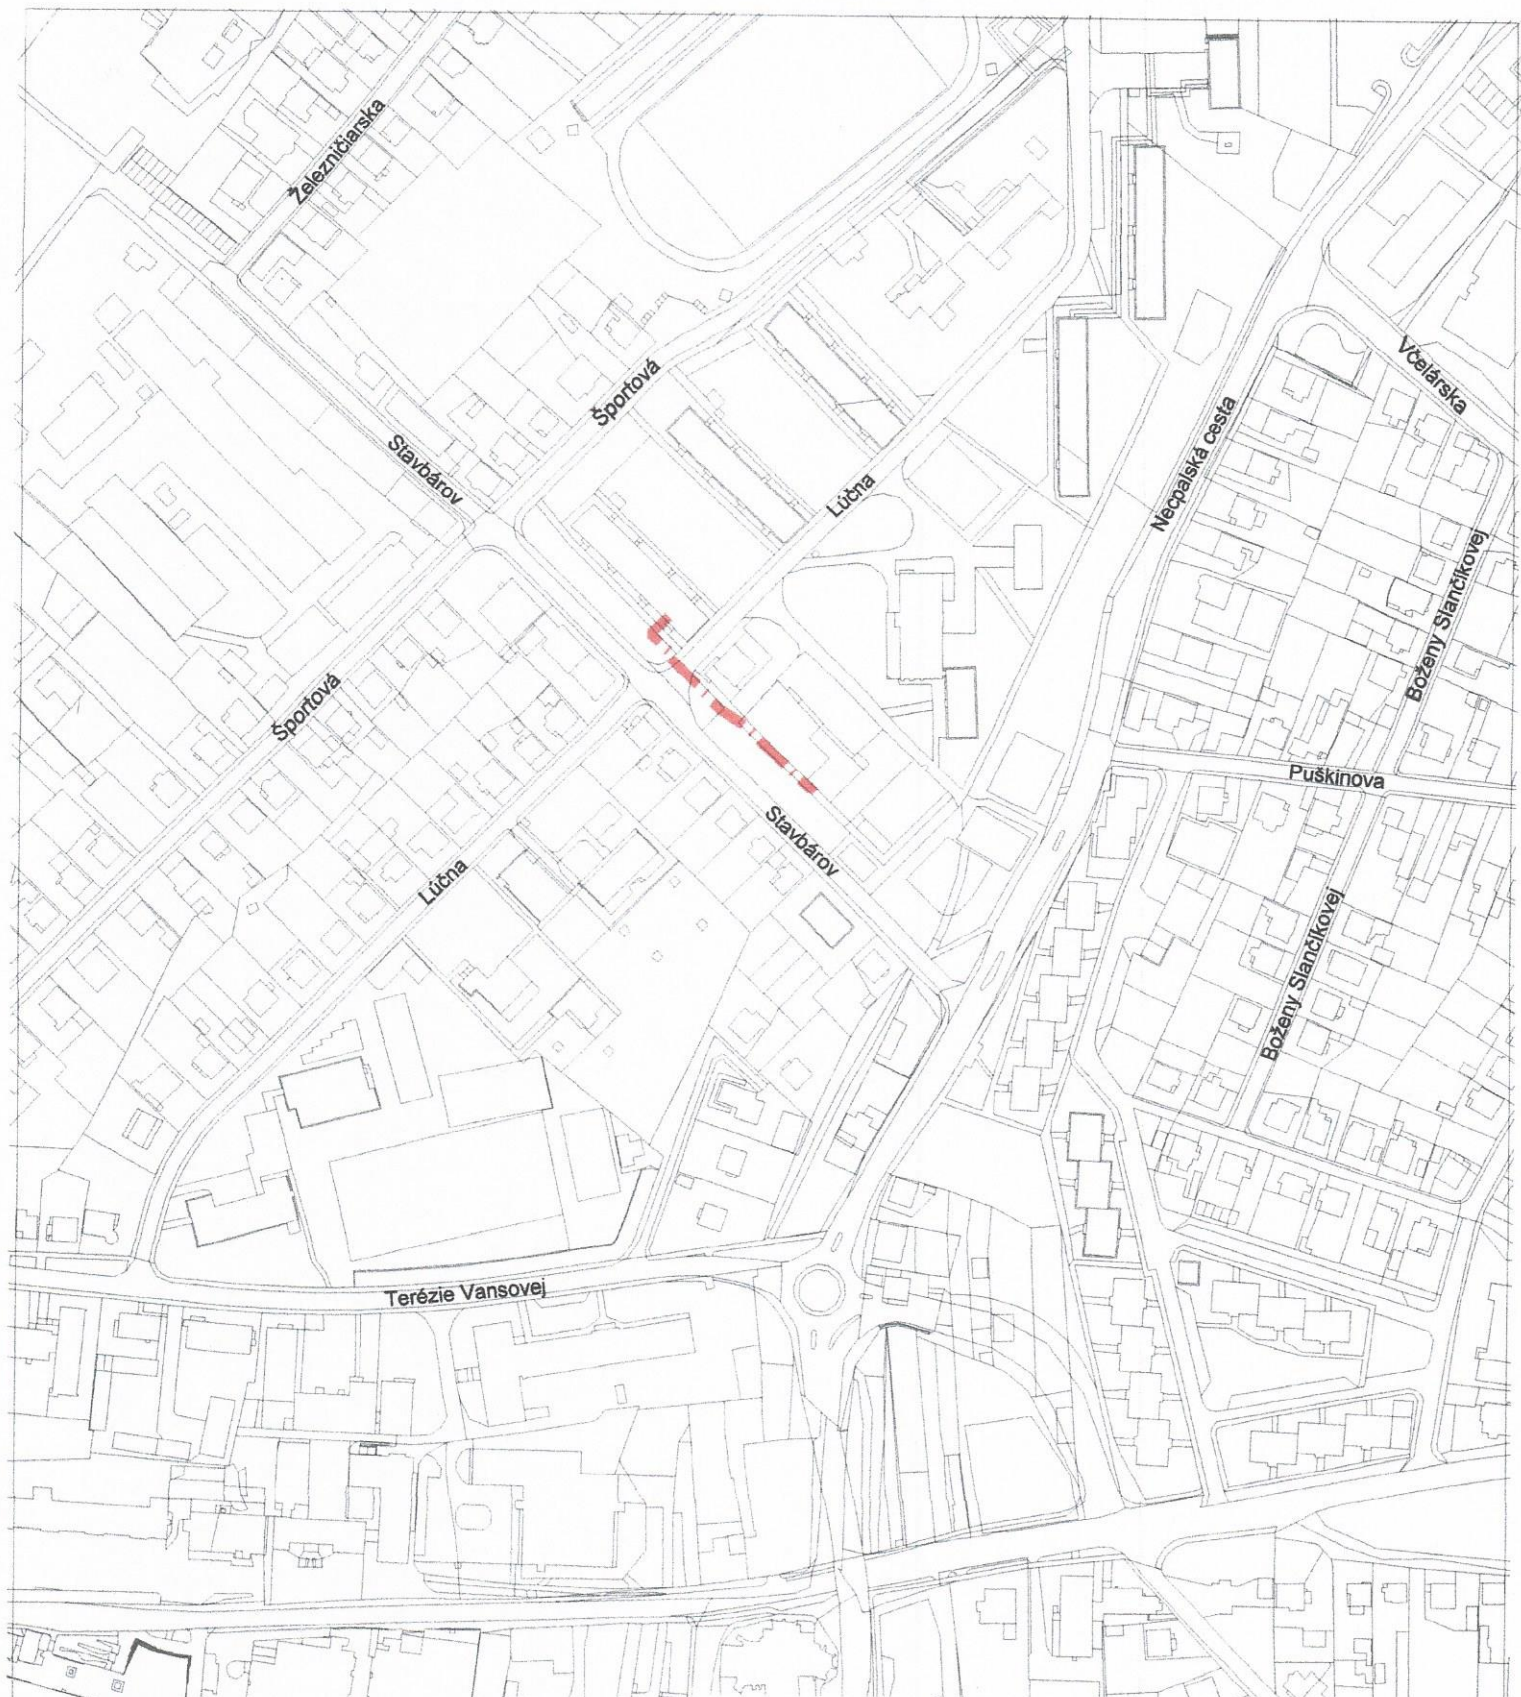 Železničiarska
Športová
Včelárska
Stavbárov
Necpalská cesta
Lúčna
Boženy Slančíkovej
Športová
Puškinova
Stavbárov
Lúčna
Boženy Slančíkovej
Terézie Vansovej